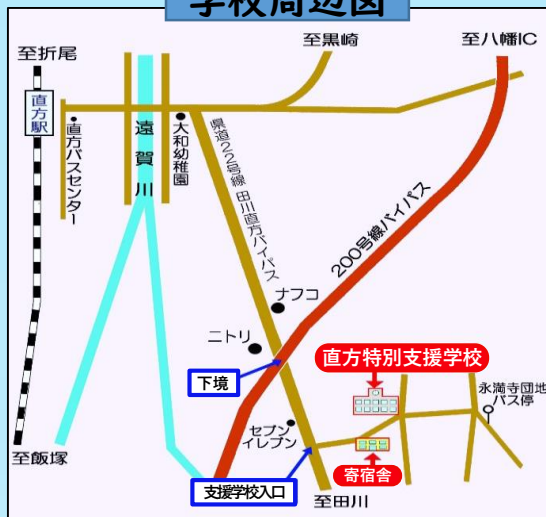 学校周辺図
至折尾
至黒崎
至八幡IC
直方駅
直方バスセンター
遠賀川
大和幼稚園
県道22号線 田川直方バイパス
200号線バイパス
ナフコ
ニトリ
下境
直方特別支援学校
永満寺団地
バス停
セブン
イレブン
寄宿舎
至飯塚
支援学校入口
至田川